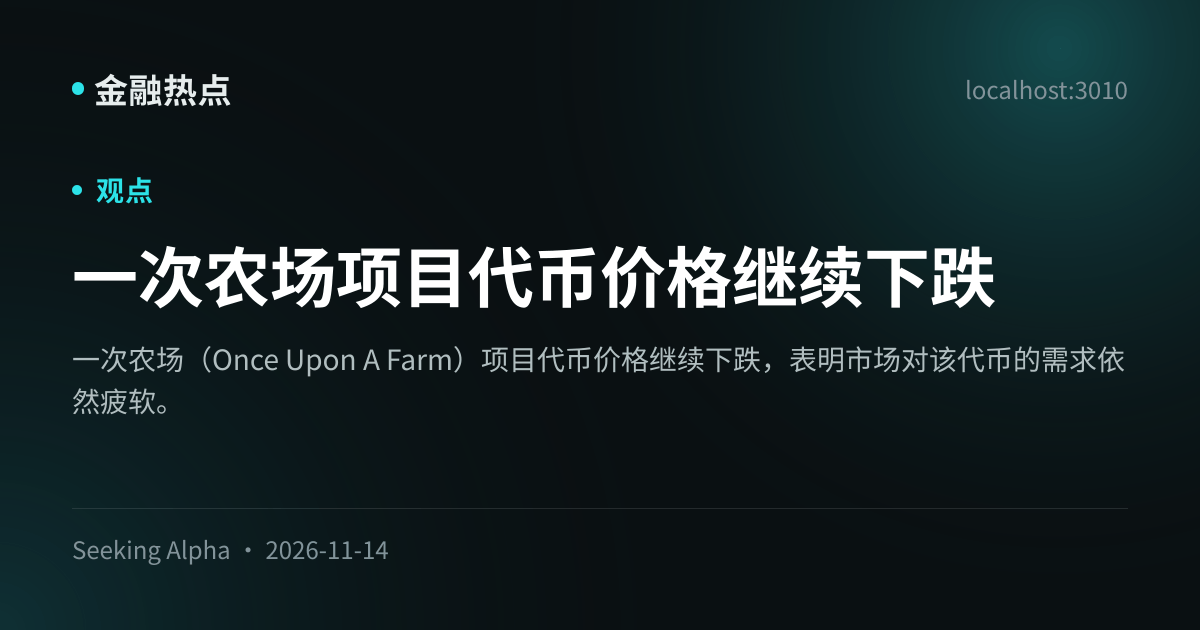 金融热点
localhost:3010
观点
一次农场项目代币价格继续下跌
一次农场（Once Upon A Farm）项目代币价格继续下跌，表明市场对该代币的需求依
然疲软。
Seeking Alpha · 2026-11-14